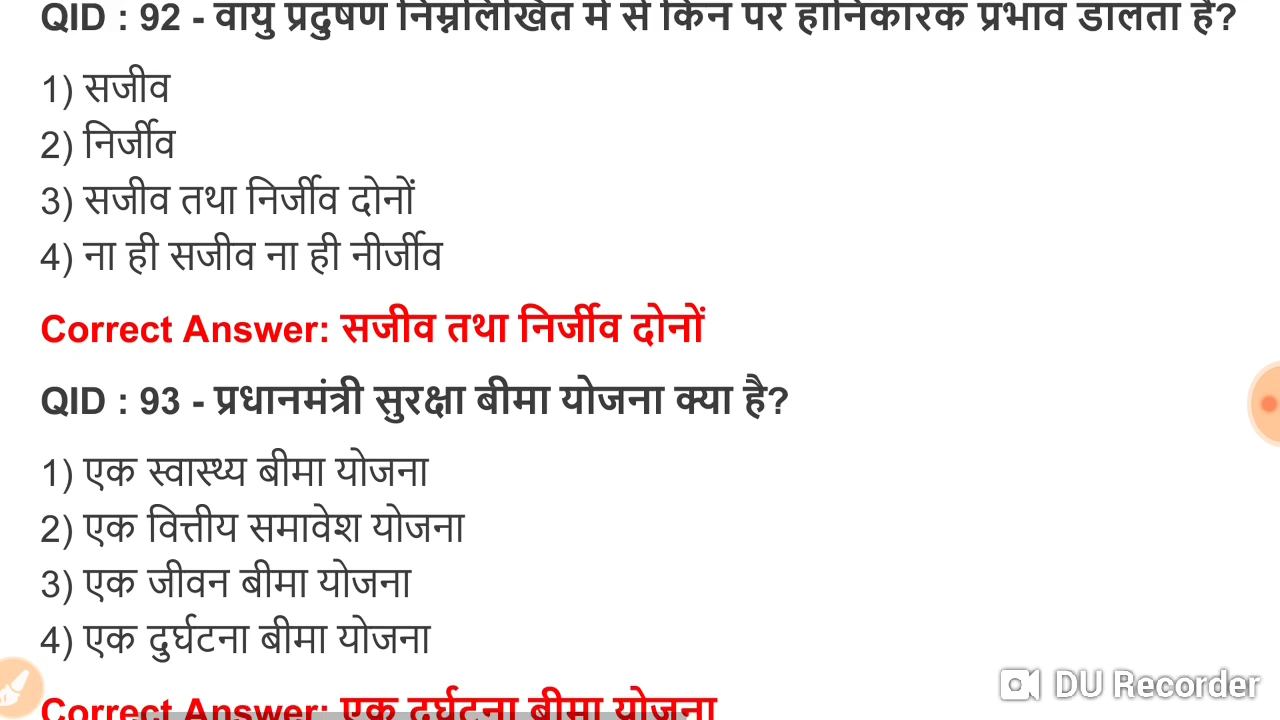 QID : 92 - वायु प्रदुषण निम्नलिखित में से किन पर हानिकारक प्रभाव डालता है?
1) सजीव
2) निर्जीव
3) सजीव तथा निर्जीव दोनों
4) ना ही सजीव ना ही नीर्जीव
Correct Answer: सजीव तथा निर्जीव दोनों
QID : 93 - प्रधानमंत्री सुरक्षा बीमा योजना क्या है?
1) एक स्वास्थ्य बीमा योजना
2) एक वित्तीय समावेश योजना
3) एक जीवन बीमा योजना
4) एक दुर्घटना बीमा योजना
DU Recorder
Correct Answer: एक दुर्घटना बीमा योजना